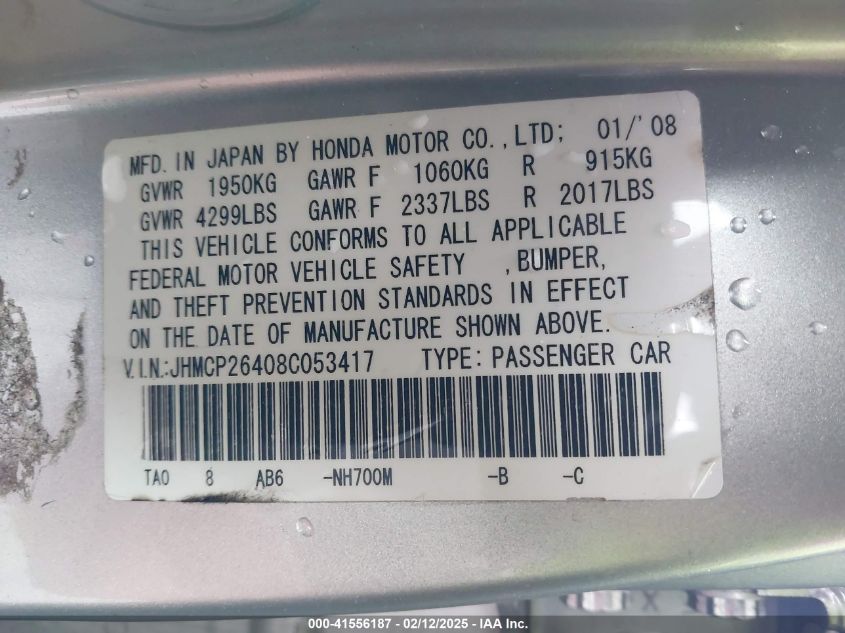 MFD. IN JAPAN BY HONDA MOTOR CO., LTD; 01/'08
GVWR 1950KG GAWR F 1060KG R 915KG
GVWR 4299LBS GAWR F 2337LBS R 2017LBS
THIS VEHICLE CONFORMS TO ALL APPLICABLE
FEDERAL MOTOR VEHICLE SAFETY , BUMPER,
AND THEFT PREVENTION STANDARDS IN EFFECT
ON THE DATE OF MANUFACTURE SHOWN ABOVE.
V.I.N.:JHMCP26408C053417 TYPE: PASSENGER CAR
TA0 8 AB6 -NH700M -B -C
000-41556187 - 02/12/2025 - IAAI.com